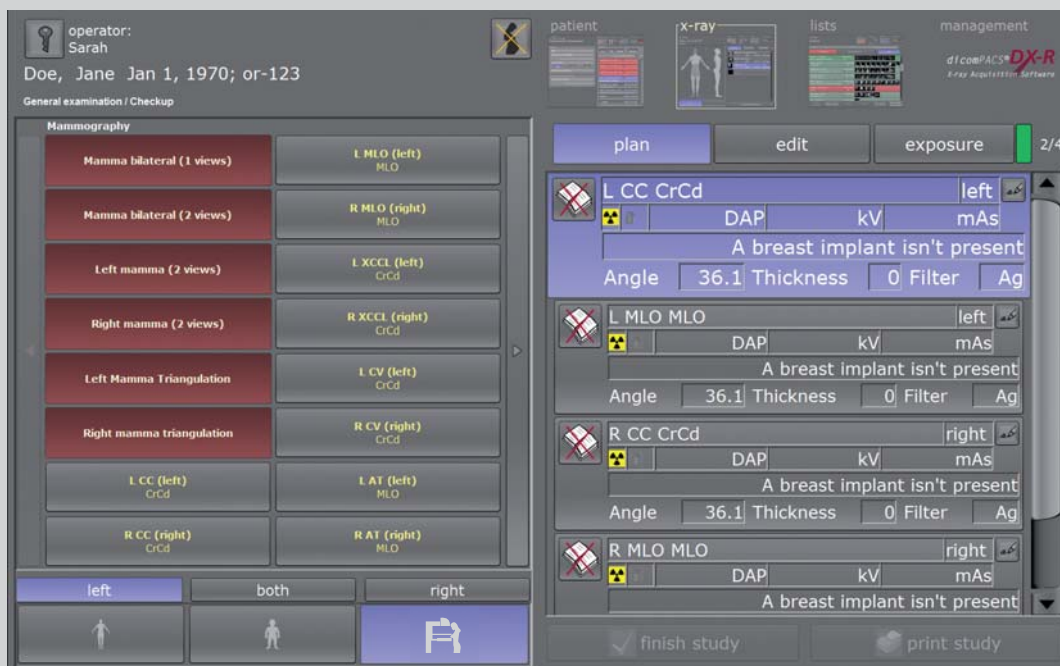 operator:
Sarah
Doe, Jane Jan 1, 1970; or-123
General examination / Checkup
Mammography
Mamma bilateral (1 views)
Mamma bilateral (2 views)
Left mamma (2 views)
Right mamma (2 views)
Left Mamma Triangulation
Right mamma triangulation
L CC (left)
CrCd
R CC (right)
CrCd
L MLO (left)
MLO
R MLO (right)
MLO
L XCCL (left)
CrCd
R XCCL (right)
CrCd
L CV (left)
CrCd
R CV (right)
CrCd
L AT (left)
MLO
R AT (right)
MLO
left both right
patient x-ray lists management
dicomPACS®DX-R
X-ray Acquisition Software
plan edit exposure 2/4
L CC CrCd left
DAP kV mAs
A breast implant isn't present
Angle 36.1 Thickness 0 Filter Ag
L MLO MLO left
DAP kV mAs
A breast implant isn't present
Angle 36.1 Thickness 0 Filter Ag
R CC CrCd right
DAP kV mAs
A breast implant isn't present
Angle 36.1 Thickness 0 Filter Ag
R MLO MLO right
DAP kV mAs
A breast implant isn't present
finish study print study